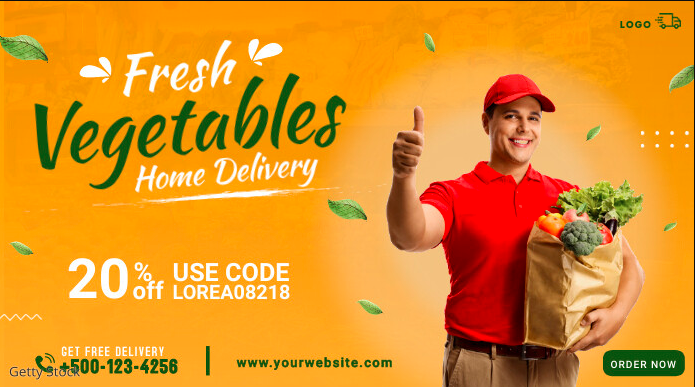 LOGO
Fresh
Vegetables
Home Delivery
20% off
USE CODE
LOREA08218
GET FREE DELIVERY
+500-123-4256
Getty Stock
www.yourwebsite.com
ORDER NOW